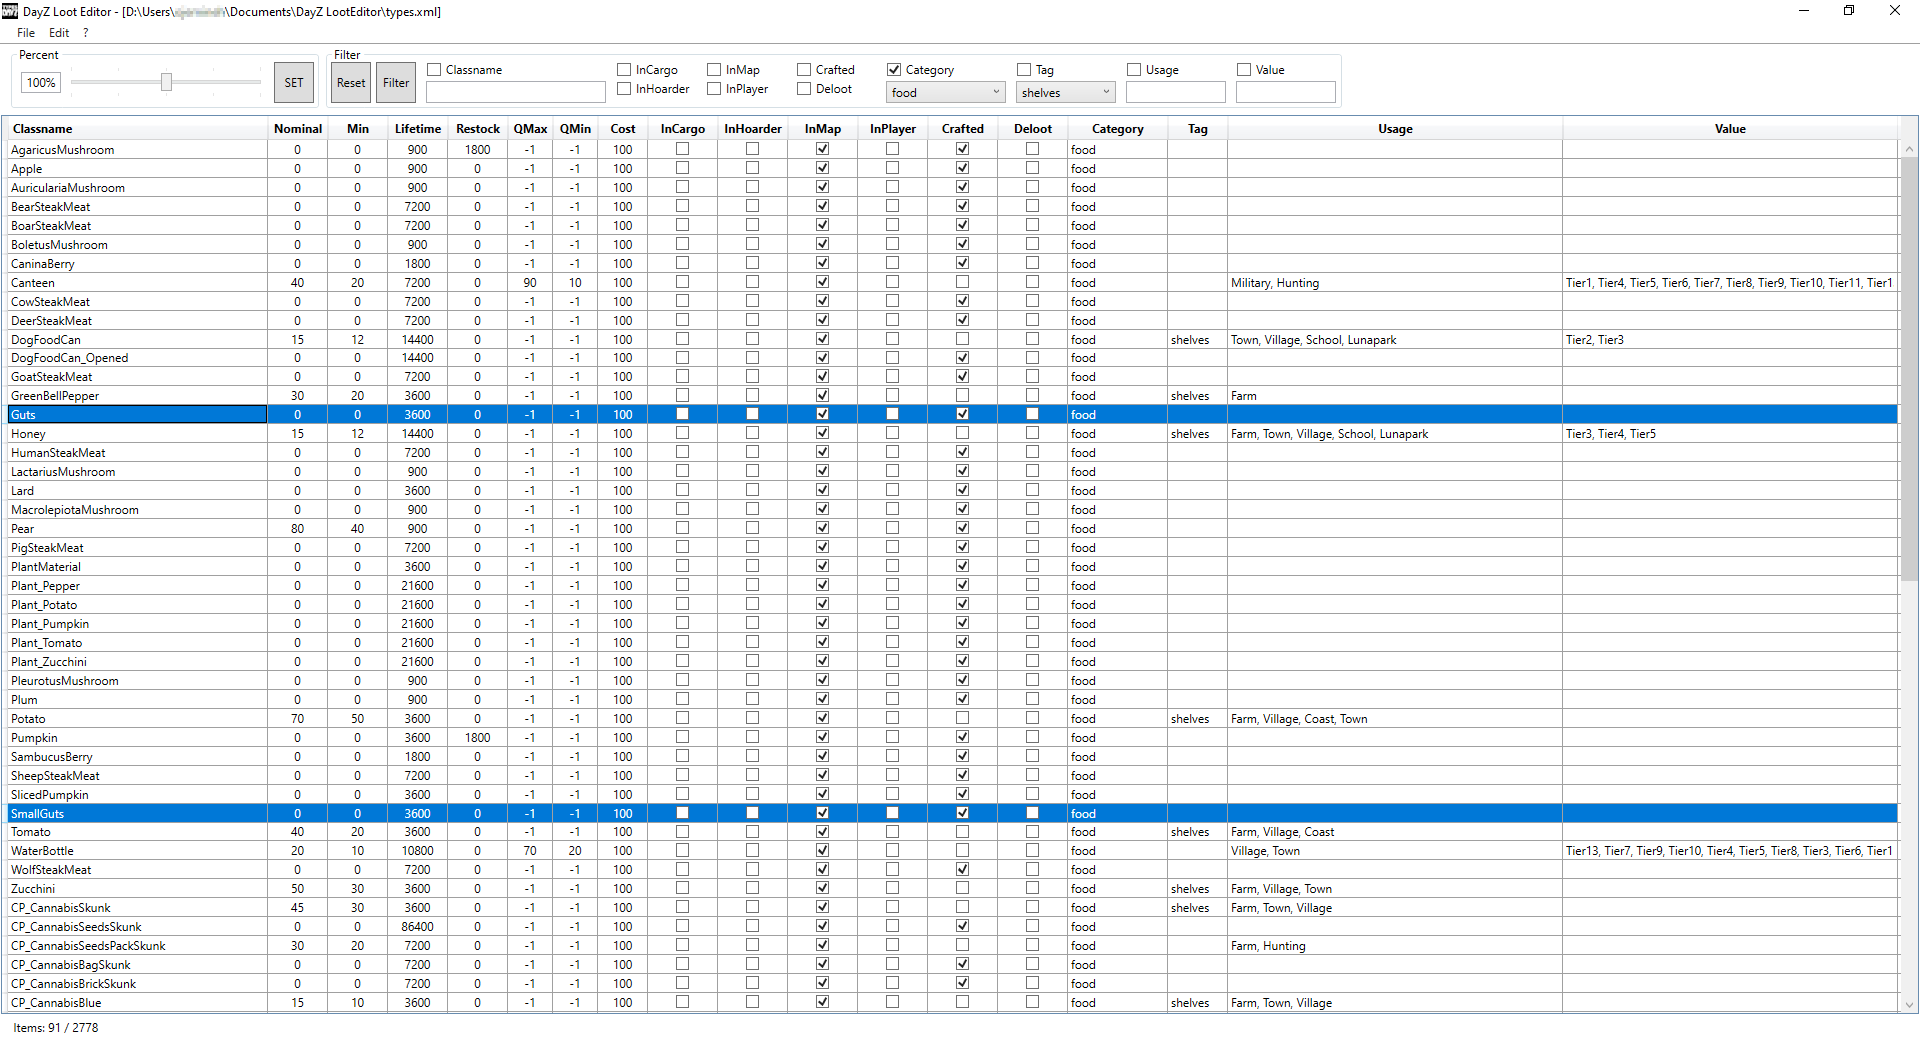 DayZ Loot Editor - [D:\Users\ \Documents\DayZ LootEditor\types.xml]
File Edit ?
Percent Filter
100% SET Reset Filter Classname InCargo InMap Crafted Category Tag Usage Value
InHoarder InPlayer Deloot food shelves
Classname Nominal Min Lifetime Restock QMax QMin Cost InCargo InHoarder InMap InPlayer Crafted Deloot Category Tag Usage Value
AgaricusMushroom 0 0 900 1800 -1 -1 100 food
Apple 0 0 900 0 -1 -1 100 food
AuriculariaMushroom 0 0 900 0 -1 -1 100 food
BearSteakMeat 0 0 7200 0 -1 -1 100 food
BoarSteakMeat 0 0 7200 0 -1 -1 100 food
BoletusMushroom 0 0 900 0 -1 -1 100 food
CaninaBerry 0 0 1800 0 -1 -1 100 food
Canteen 40 20 7200 0 90 10 100 food Military, Hunting Tier1, Tier4, Tier5, Tier6, Tier7, Tier8, Tier9, Tier10, Tier11, Tier1
CowSteakMeat 0 0 7200 0 -1 -1 100 food
DeerSteakMeat 0 0 7200 0 -1 -1 100 food
DogFoodCan 15 12 14400 0 -1 -1 100 food shelves Town, Village, School, Lunapark Tier2, Tier3
DogFoodCan_Opened 0 0 14400 0 -1 -1 100 food
GoatSteakMeat 0 0 7200 0 -1 -1 100 food
GreenBellPepper 30 20 3600 0 -1 -1 100 food shelves Farm
Guts 0 0 3600 0 -1 -1 100 food
Honey 15 12 14400 0 -1 -1 100 food shelves Farm, Town, Village, School, Lunapark Tier3, Tier4, Tier5
HumanSteakMeat 0 0 7200 0 -1 -1 100 food
LactariusMushroom 0 0 900 0 -1 -1 100 food
Lard 0 0 3600 0 -1 -1 100 food
MacrolepiotaMushroom 0 0 900 0 -1 -1 100 food
Pear 80 40 900 0 -1 -1 100 food
PigSteakMeat 0 0 7200 0 -1 -1 100 food
PlantMaterial 0 0 3600 0 -1 -1 100 food
Plant_Pepper 0 0 21600 0 -1 -1 100 food
Plant_Potato 0 0 21600 0 -1 -1 100 food
Plant_Pumpkin 0 0 21600 0 -1 -1 100 food
Plant_Tomato 0 0 21600 0 -1 -1 100 food
Plant_Zucchini 0 0 21600 0 -1 -1 100 food
PleurotusMushroom 0 0 900 0 -1 -1 100 food
Plum 0 0 900 0 -1 -1 100 food
Potato 70 50 3600 0 -1 -1 100 food shelves Farm, Village, Coast, Town
Pumpkin 0 0 3600 1800 -1 -1 100 food
SambucusBerry 0 0 1800 0 -1 -1 100 food
SheepSteakMeat 0 0 7200 0 -1 -1 100 food
SlicedPumpkin 0 0 3600 0 -1 -1 100 food
SmallGuts 0 0 3600 0 -1 -1 100 food
Tomato 40 20 3600 0 -1 -1 100 food shelves Farm, Village, Coast
WaterBottle 20 10 10800 0 70 20 100 food Village, Town Tier13, Tier7, Tier9, Tier10, Tier4, Tier5, Tier8, Tier3, Tier6, Tier1
WolfSteakMeat 0 0 7200 0 -1 -1 100 food
Zucchini 50 30 3600 0 -1 -1 100 food shelves Farm, Village, Town
CP_CannabisSkunk 45 30 3600 0 -1 -1 100 food shelves Farm, Town, Village
CP_CannabisSeedsSkunk 0 0 86400 0 -1 -1 100 food
CP_CannabisSeedsPackSkunk 30 20 7200 0 -1 -1 100 food Farm, Hunting
CP_CannabisBagSkunk 0 0 7200 0 -1 -1 100 food
CP_CannabisBrickSkunk 0 0 7200 0 -1 -1 100 food
CP_CannabisBlue 15 10 3600 0 -1 -1 100 food shelves Farm, Town, Village
Items: 91 / 2778